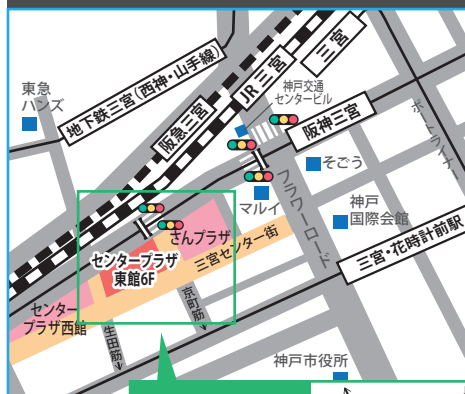 東急
ハンズ
地下鉄三宮(西神・山手線)
阪急三宮
JR三宮
三宮
神戸交通
センタービル
阪神三宮
ポートライナー
そごう
マルイ
フラワーロード
神戸
国際会館
さんプラザ
センタープラザ
東館6F
三宮センター街
三宮・花時計前駅
センター
プラザ西館
生田筋→
京町筋→
神戸市役所